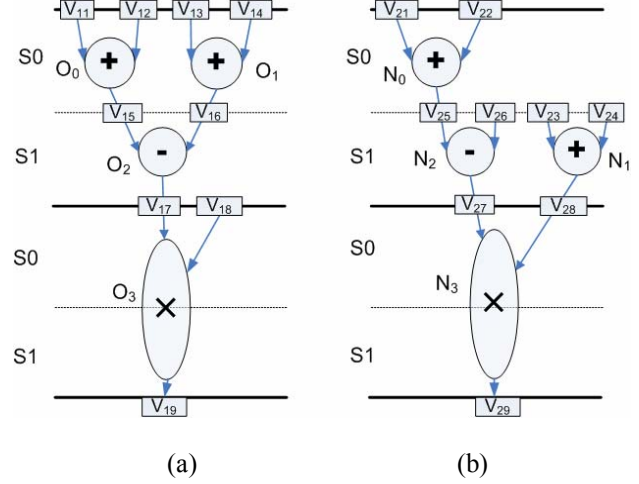 V11 V12 V13 V14 V21 V22
S0 + + S0 +
O0 O1 N0
V15 V16 V25 V26 V23 V24
S1 - S1 - +
O2 N2 N1
V17 V18 V27 V28
S0 S0
O3 N3
× ×
S1 S1
V19 V29
(a) (b)